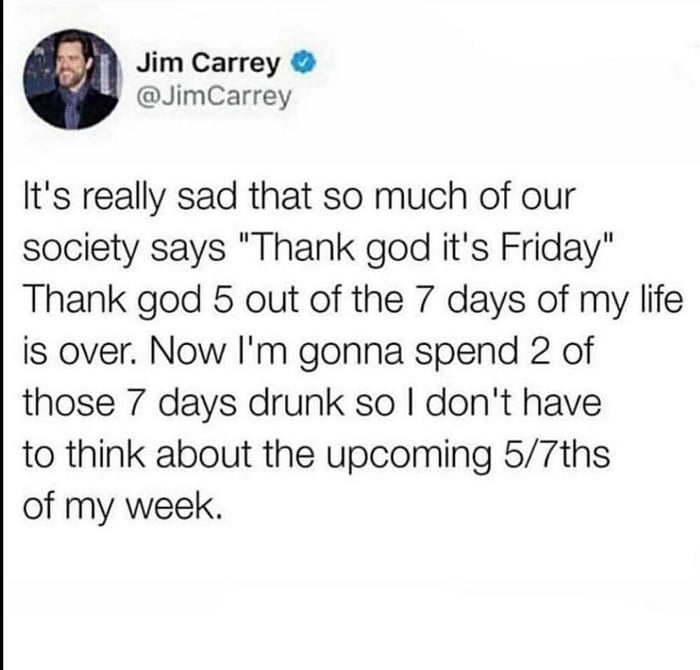 Jim Carrey
@JimCarrey
It's really sad that so much of our
society says "Thank god it's Friday"
Thank god 5 out of the 7 days of my life
is over. Now I'm gonna spend 2 of
those 7 days drunk so I don't have
to think about the upcoming 5/7ths
of my week.